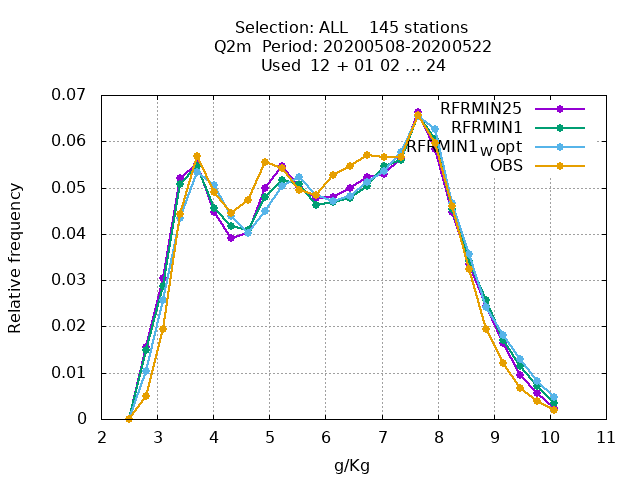 Selection: ALL    145 stations
Q2m  Period: 20200508-20200522
Used  12 + 01 02 ... 24
RFRMIN25
RFRMIN1
RFRMIN1wopt
OBS
Relative frequency
0.07
0.06
0.05
0.04
0.03
0.02
0.01
0
2 3 4 5 6 7 8 9 10 11
g/Kg